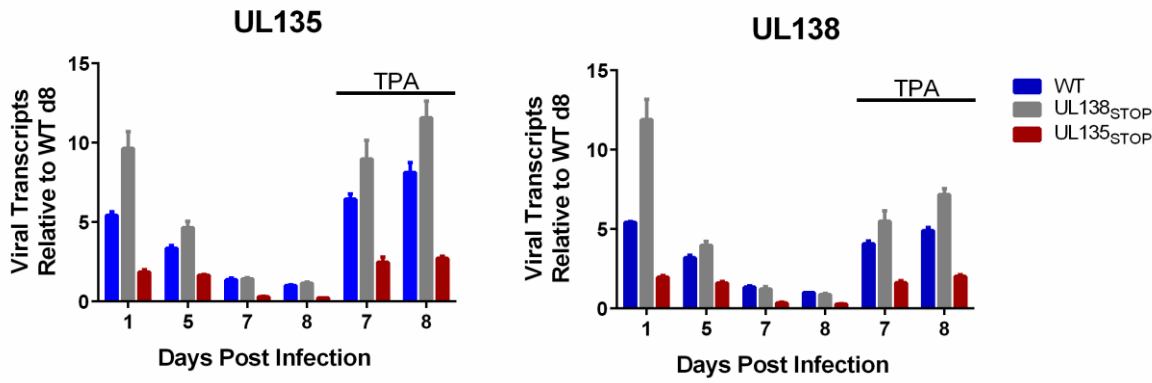 UL135
15
10
5
0
Viral Transcripts
Relative to WT d8
TPA
1 5 7 8 7 8
Days Post Infection
UL138
15
10
5
0
Viral Transcripts
Relative to WT d8
TPA
1 5 7 8 7 8
Days Post Infection
WT
UL138STOP
UL135STOP